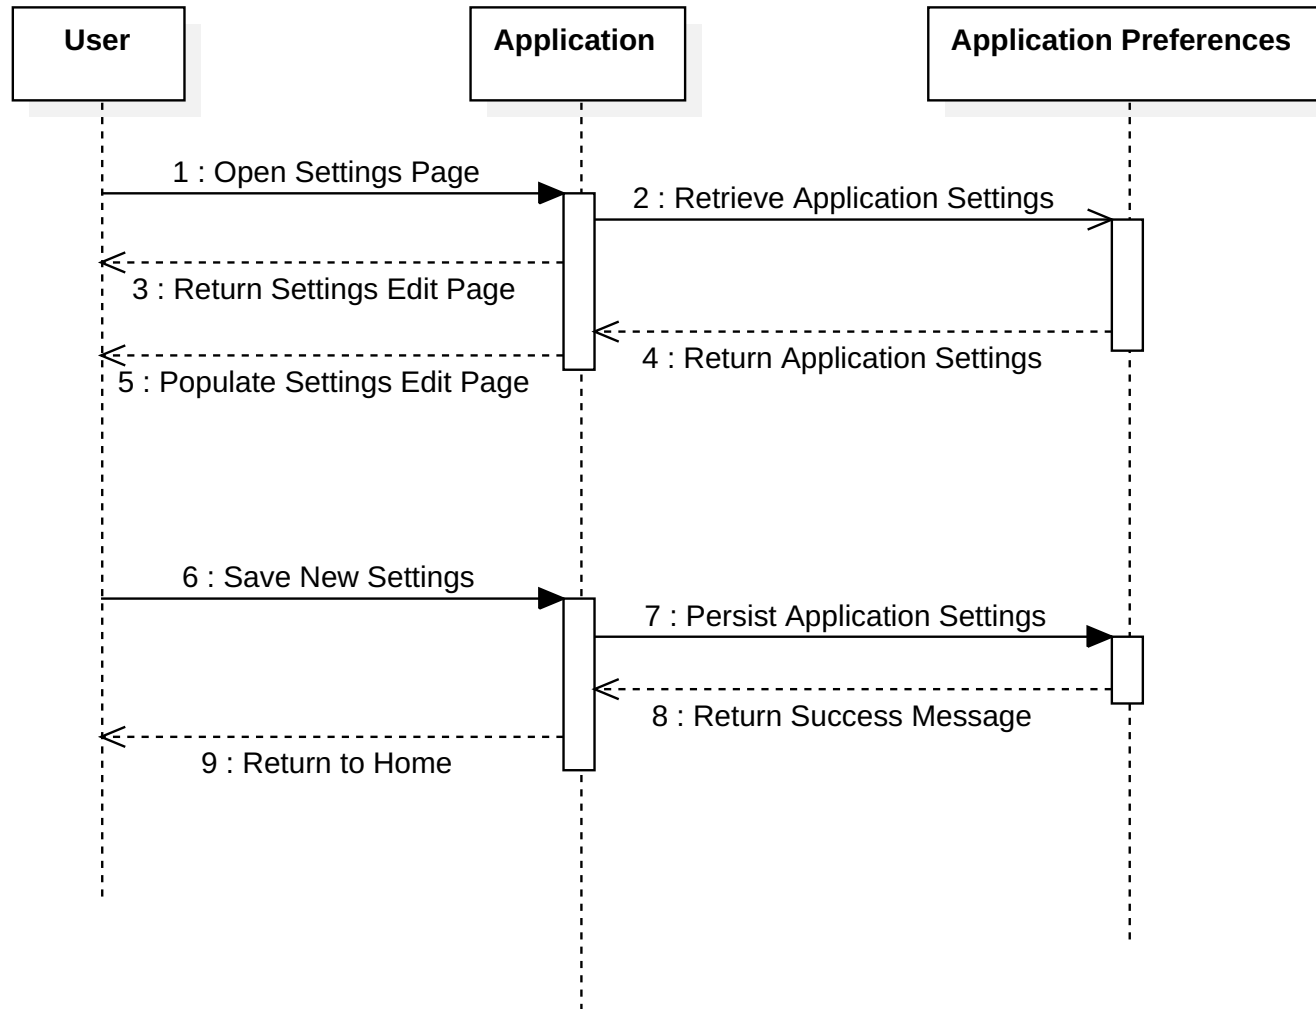 User
Application
Application Preferences
1 : Open Settings Page
2 : Retrieve Application Settings
3 : Return Settings Edit Page
4 : Return Application Settings
5 : Populate Settings Edit Page
6 : Save New Settings
7 : Persist Application Settings
8 : Return Success Message
9 : Return to Home